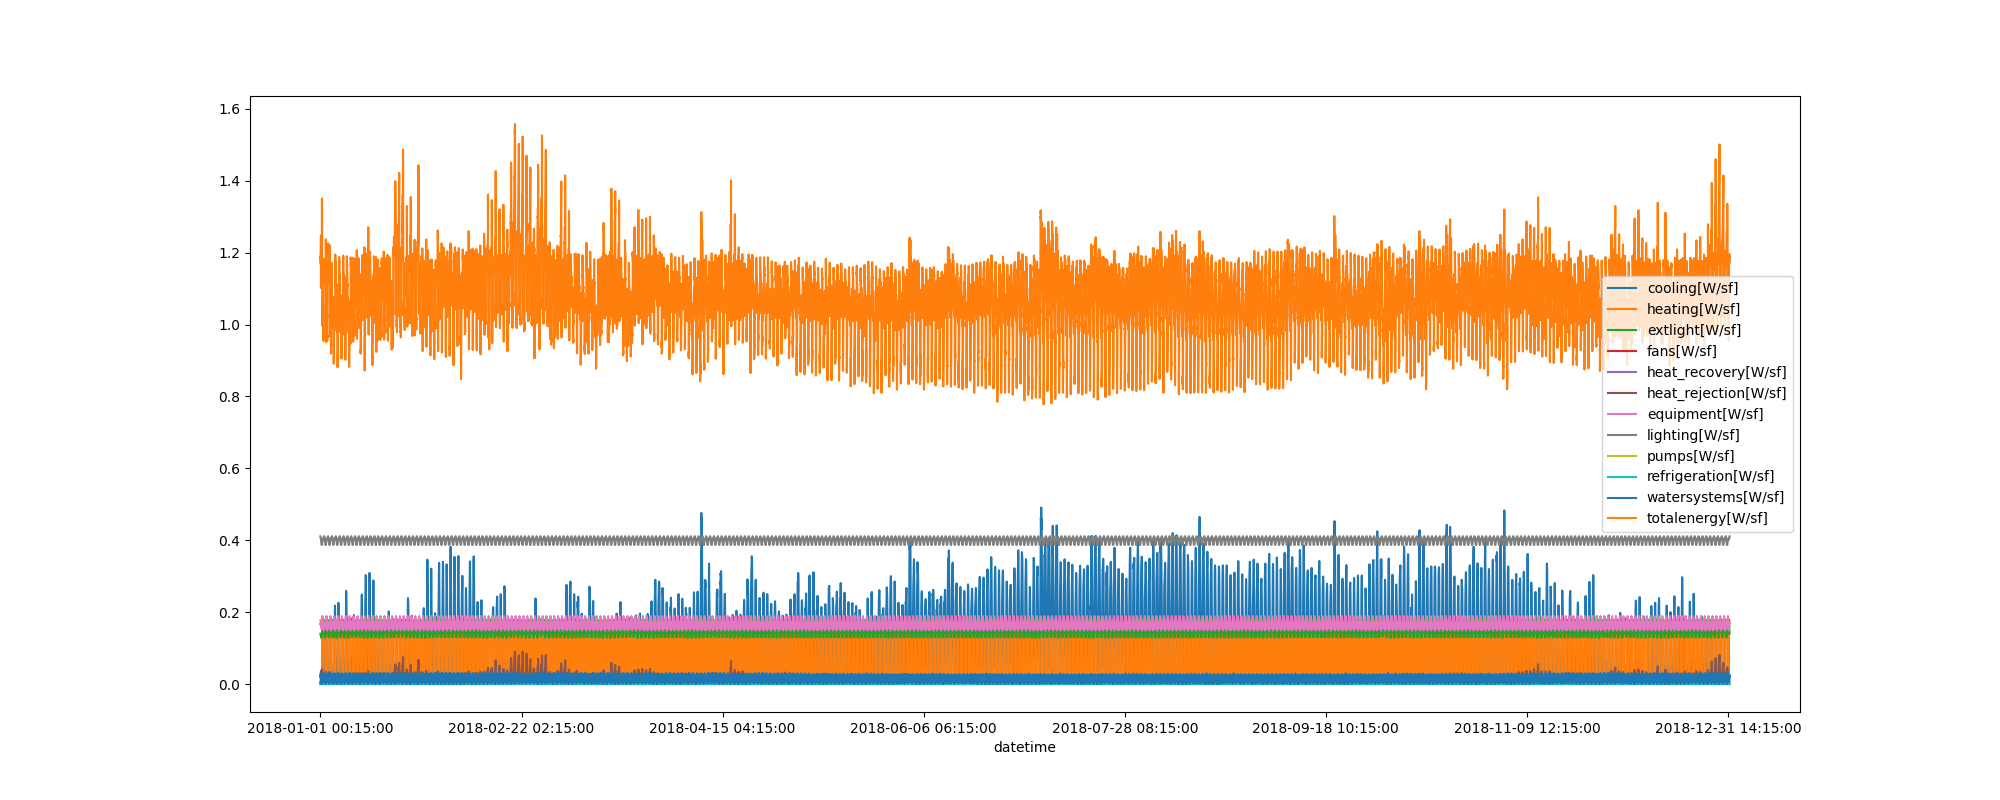 1.6
1.4
1.2
1.0
0.8
0.6
0.4
0.2
0.0
cooling[W/sf]
heating[W/sf]
extlight[W/sf]
fans[W/sf]
heat_recovery[W/sf]
heat_rejection[W/sf]
equipment[W/sf]
lighting[W/sf]
pumps[W/sf]
refrigeration[W/sf]
watersystems[W/sf]
totalenergy[W/sf]
2018-01-01 00:15:00 2018-02-22 02:15:00 2018-04-15 04:15:00 2018-06-06 06:15:00 2018-07-28 08:15:00 2018-09-18 10:15:00 2018-11-09 12:15:00 2018-12-31 14:15:00
datetime